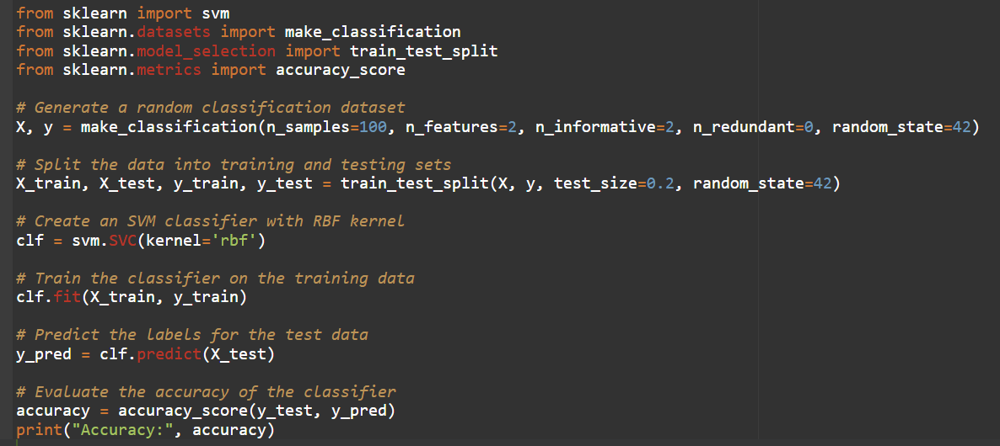 from sklearn import svm
from sklearn.datasets import make_classification
from sklearn.model_selection import train_test_split
from sklearn.metrics import accuracy_score
# Generate a random classification dataset
X, y = make_classification(n_samples=100, n_features=2, n_informative=2, n_redundant=0, random_state=42)
# Split the data into training and testing sets
X_train, X_test, y_train, y_test = train_test_split(X, y, test_size=0.2, random_state=42)
# Create an SVM classifier with RBF kernel
clf = svm.SVC(kernel='rbf')
# Train the classifier on the training data
clf.fit(X_train, y_train)
# Predict the labels for the test data
y_pred = clf.predict(X_test)
# Evaluate the accuracy of the classifier
accuracy = accuracy_score(y_test, y_pred)
print("Accuracy:", accuracy)